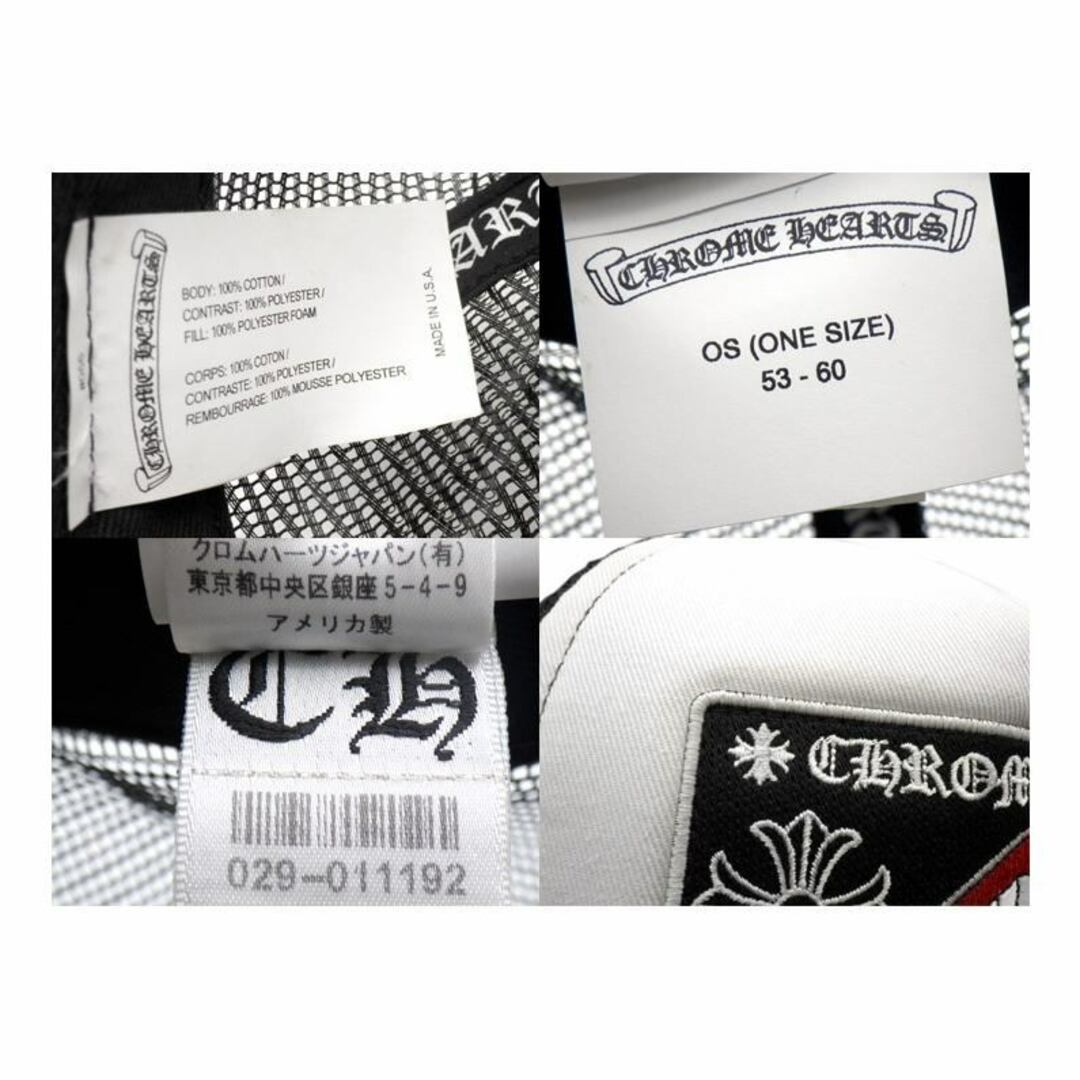 CHROME HEARTS
BODY: 100% COTTON /
CONTRAST: 100% POLYESTER /
FILL: 100% POLYESTER FOAM
CORPS: 100% COTON /
CONTRASTE: 100% POLYESTER /
REMBOURRAGE: 100% MOUSSE POLYESTER
MADE IN U.S.A.
CHROME HEARTS
OS (ONE SIZE)
53 - 60
クロムハーツジャパン(有)
東京都中央区銀座5-4-9
アメリカ製
CH
029-011192
CHROM